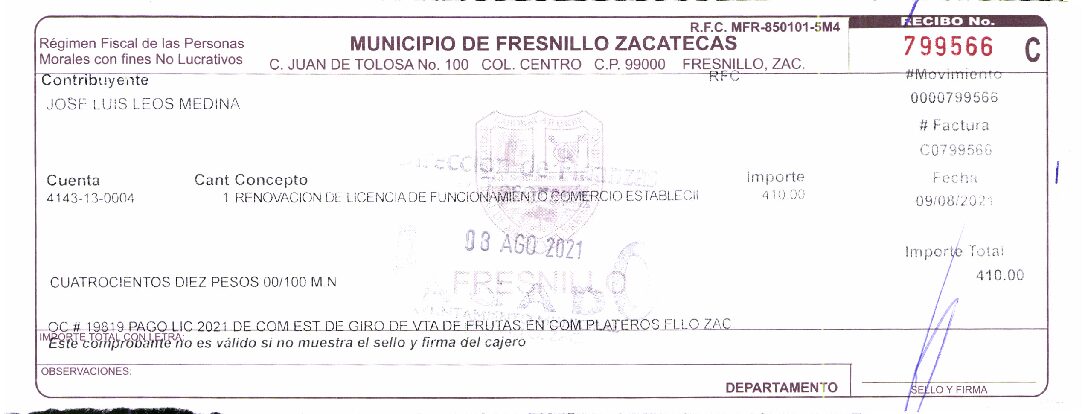 R.F.C. MFR-850101-5M4
RECIBO No.
Régimen Fiscal de las Personas
Morales con fines No Lucrativos
MUNICIPIO DE FRESNILLO ZACATECAS
799566 C
C. JUAN DE TOLOSA No. 100 COL. CENTRO C.P. 99000 FRESNILLO, ZAC.
Contribuyente
RFC
#Movimiento
JOSE LUIS LEOS MEDINA
0000799566
# Factura
C0799566
DIRECCION de FINANZAS
Cuenta
Cant Concepto
Importe
Fecha
4143-13-0004
1 RENOVACION DE LICENCIA DE FUNCIONAMIENTO COMERCIO ESTABLECII
410.00
09/08/2021
03 AGO 2021
Importe Total
410.00
CUATROCIENTOS DIEZ PESOS 00/100 M N
FRESNILLO
OC # 19819 PAGO LIC 2021 DE COM EST DE GIRO DE VTA DE FRUTAS EN COM PLATEROS FLLO ZAC
IMPORTE TOTAL CON LETRA:
Este comprobante no es válido si no muestra el sello y firma del cajero
OBSERVACIONES:
DEPARTAMENTO
SELLO Y FIRMA